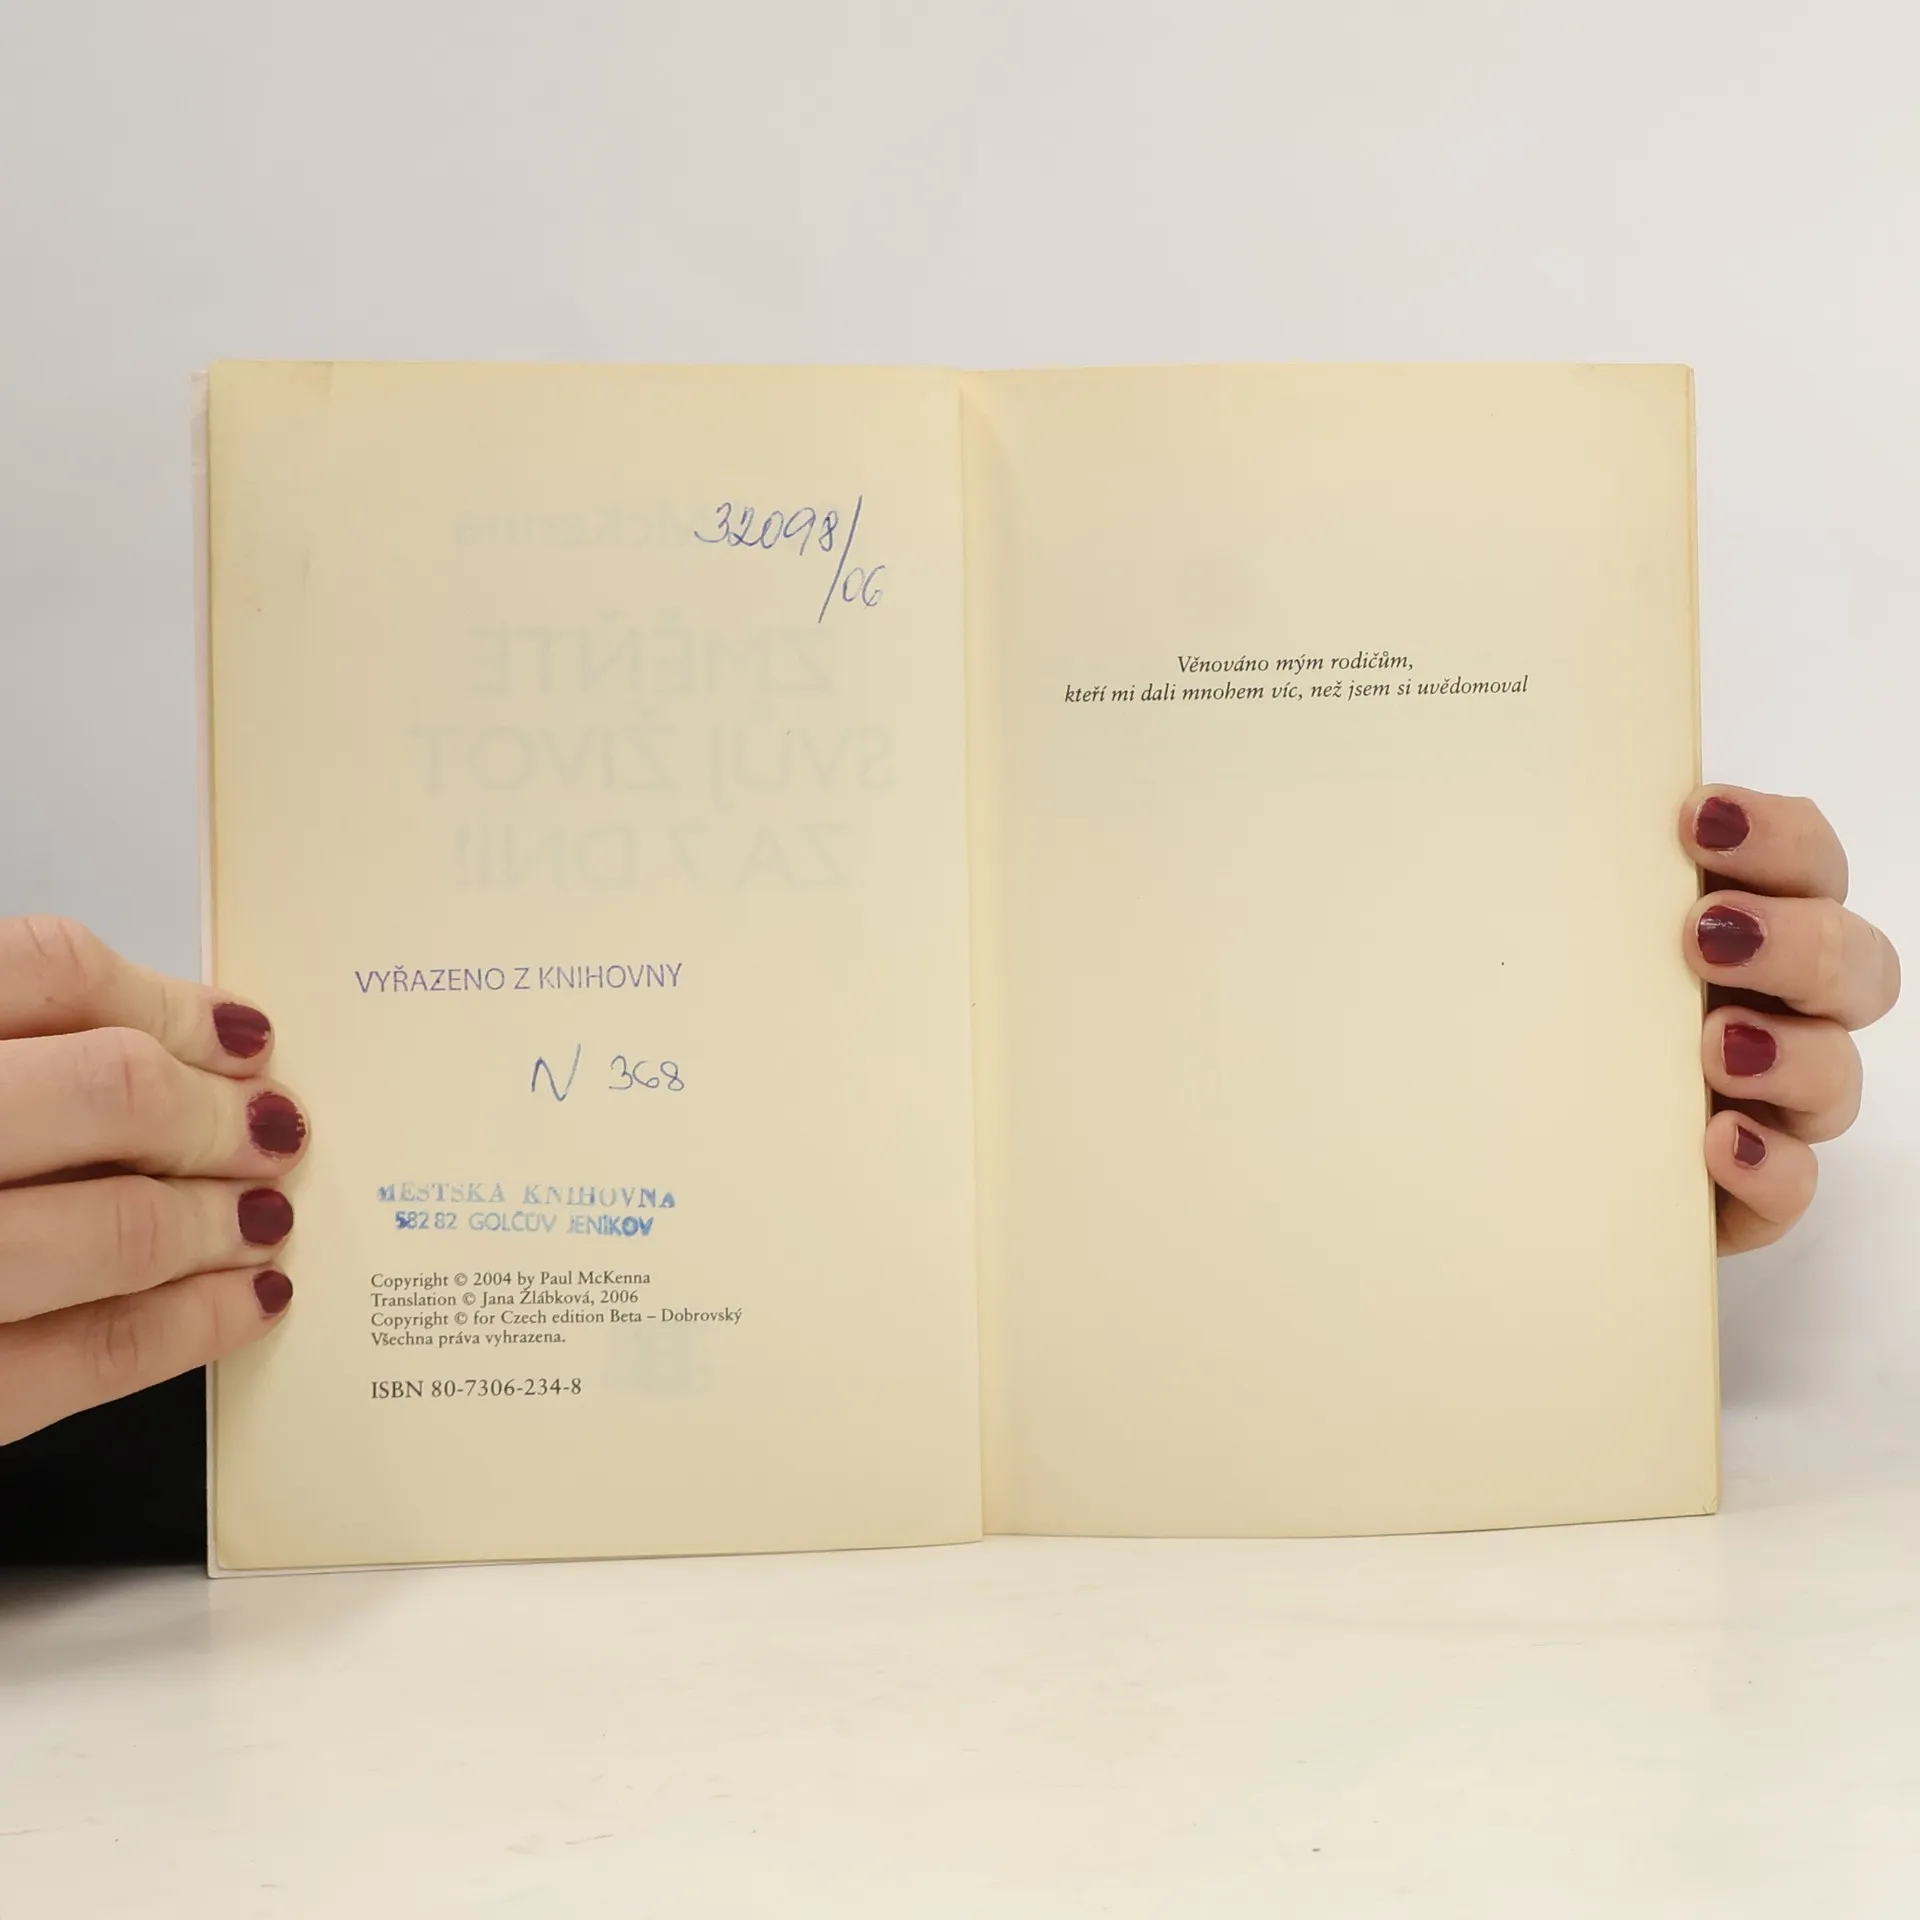 32098/
/06
VYŘAZENO Z KNIHOVNY
N 368
MĚSTSKÁ KNIHOVNA
582 82 GOLČŮV JENÍKOV
Copyright © 2004 by Paul McKenna
Translation © Jana Žlábková, 2006
Copyright © for Czech edition Beta – Dobrovský
Všechna práva vyhrazena.
ISBN 80-7306-234-8
Věnováno mým rodičům,
kteří mi dali mnohem víc, než jsem si uvědomoval